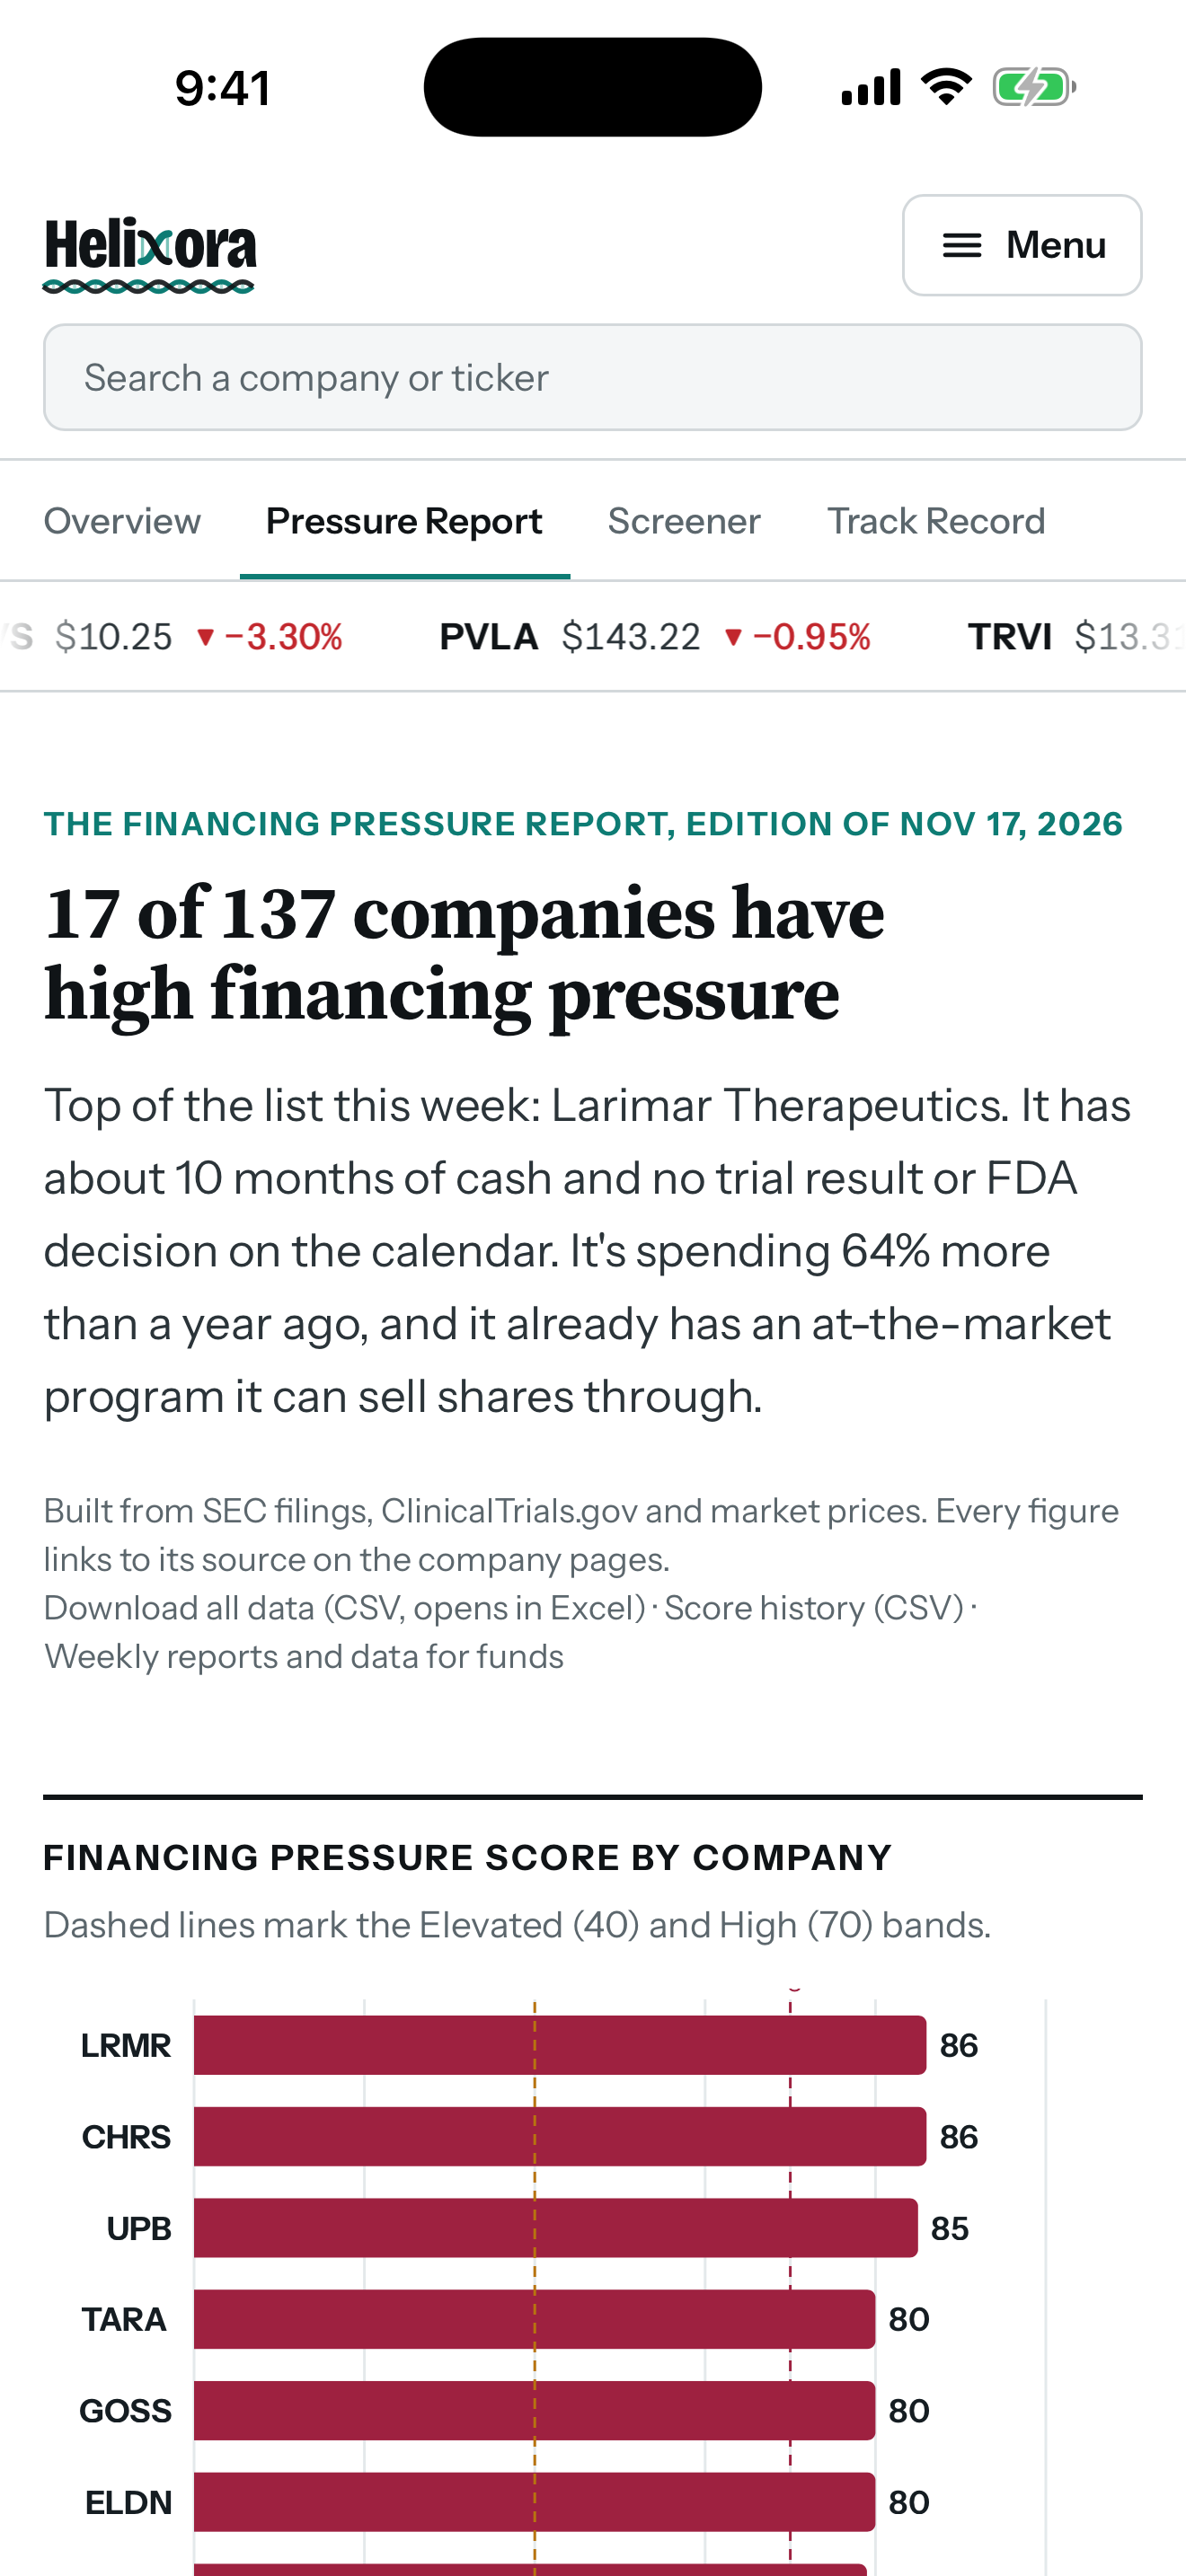 9:41
Helixora
Menu
Search a company or ticker
Overview Pressure Report Screener Track Record
$10.25 ▼ −3.30% PVLA $143.22 ▼ −0.95% TRVI
THE FINANCING PRESSURE REPORT, EDITION OF NOV 17, 2026
17 of 137 companies have
high financing pressure
Top of the list this week: Larimar Therapeutics. It has
about 10 months of cash and no trial result or FDA
decision on the calendar. It's spending 64% more
than a year ago, and it already has an at-the-market
program it can sell shares through.
Built from SEC filings, ClinicalTrials.gov and market prices. Every figure
links to its source on the company pages.
Download all data (CSV, opens in Excel) · Score history (CSV) ·
Weekly reports and data for funds
FINANCING PRESSURE SCORE BY COMPANY
Dashed lines mark the Elevated (40) and High (70) bands.
LRMR 86
CHRS 86
UPB 85
TARA 80
GOSS 80
ELDN 80